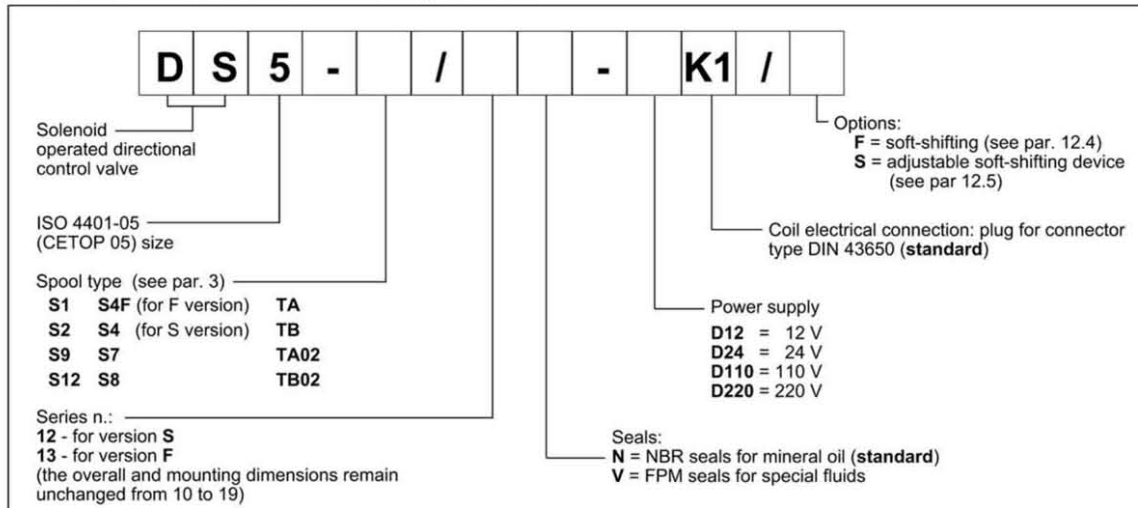 D S 5 - / - K1 /
Solenoid
operated directional
control valve
ISO 4401-05
(CETOP 05) size
Spool type (see par. 3)
S1 S4F (for F version) TA
S2 S4 (for S version) TB
S9 S7 TA02
S12 S8 TB02
Series n.:
12 - for version S
13 - for version F
(the overall and mounting dimensions remain
unchanged from 10 to 19)
Options:
F = soft-shifting (see par. 12.4)
S = adjustable soft-shifting device
(see par 12.5)
Coil electrical connection: plug for connector
type DIN 43650 (standard)
Power supply
D12 = 12 V
D24 = 24 V
D110 = 110 V
D220 = 220 V
Seals:
N = NBR seals for mineral oil (standard)
V = FPM seals for special fluids